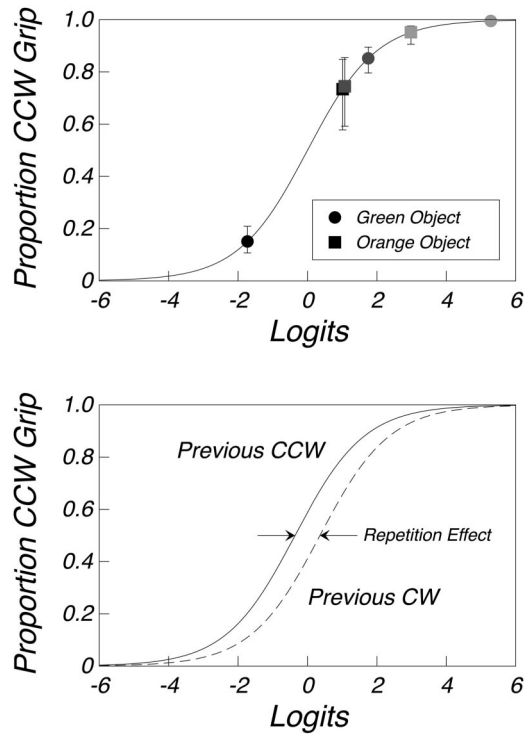 Proportion CCW Grip
1.0
0.8
0.6
0.4
0.2
0
Green Object
Orange Object
-6 -4 -2 0 2 4 6
Logits
Proportion CCW Grip
1.0
0.8
0.6
0.4
0.2
0
Previous CCW
Repetition Effect
Previous CW
-6 -4 -2 0 2 4 6
Logits